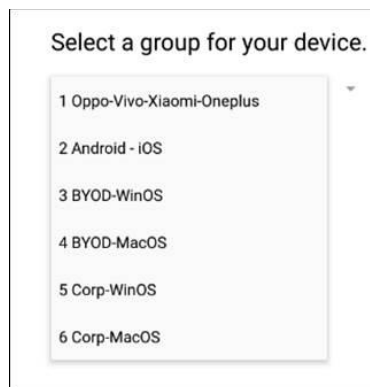 Select a group for your device.
1 Oppo-Vivo-Xiaomi-Oneplus
2 Android - iOS
3 BYOD-WinOS
4 BYOD-MacOS
5 Corp-WinOS
6 Corp-MacOS